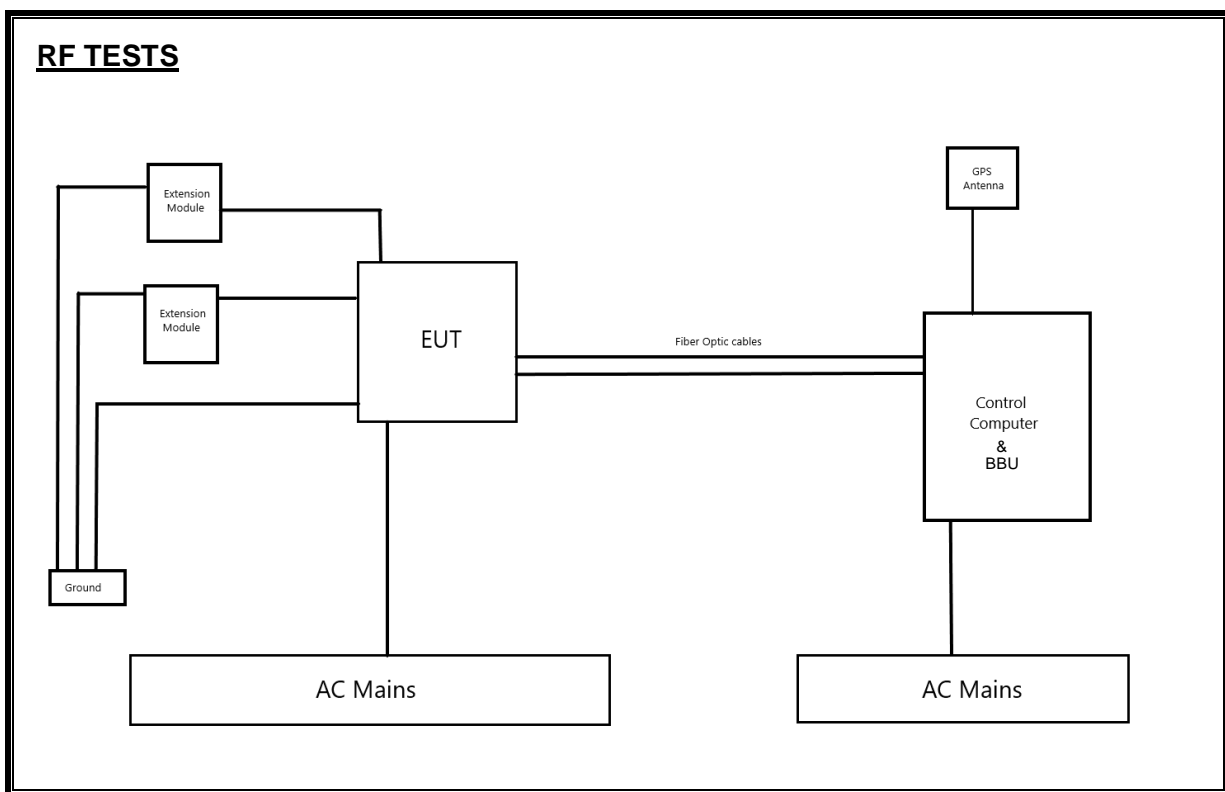 RF TESTS
GPS
Antenna
Extension
Module
Extension
Module
EUT
Fiber Optic cables
Control
Computer
&
BBU
Ground
AC Mains
AC Mains